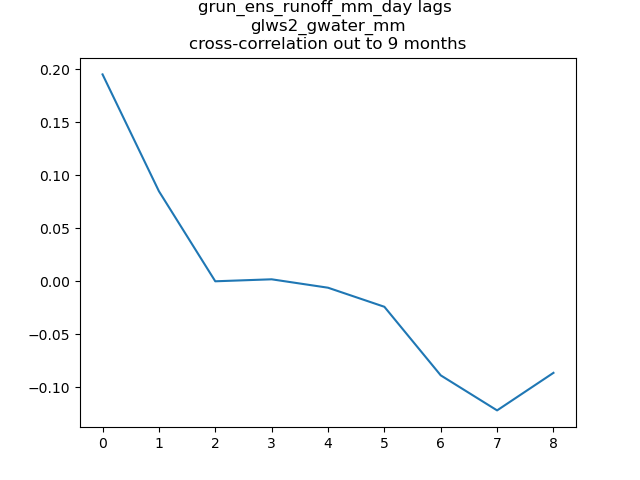 grun_ens_runoff_mm_day lags
glws2_gwater_mm
cross-correlation out to 9 months
0.20
0.15
0.10
0.05
0.00
−0.05
−0.10
0 1 2 3 4 5 6 7 8